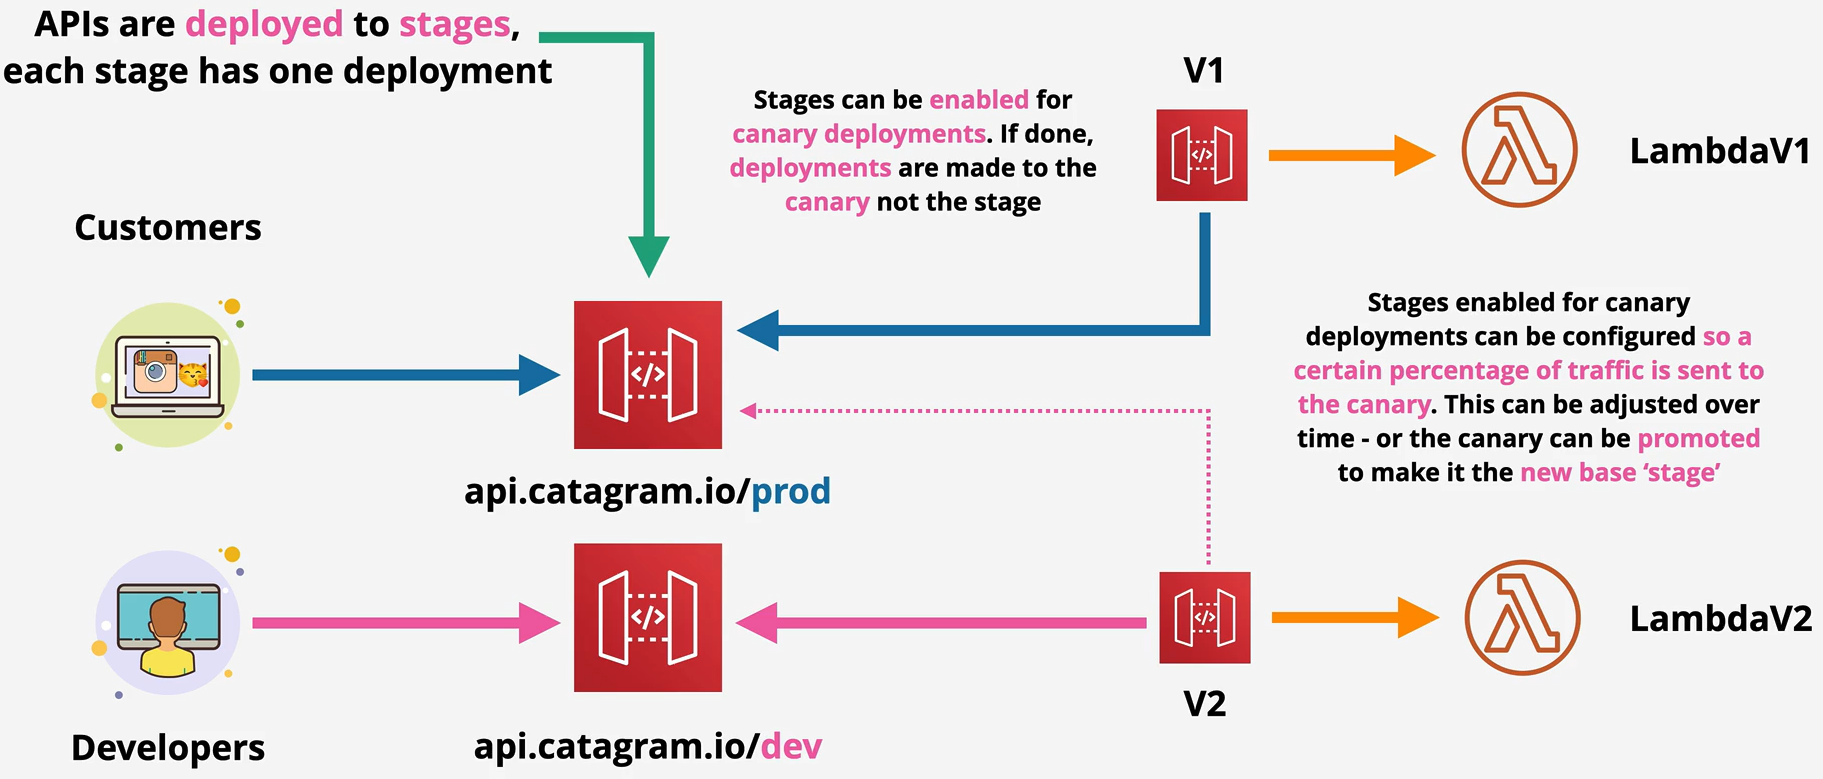 APIs are deployed to stages,
each stage has one deployment
Stages can be enabled for
canary deployments. If done,
deployments are made to the
canary not the stage
V1
</>
LambdaV1
Customers
</>
api.catagram.io/prod
Stages enabled for canary
deployments can be configured so a
certain percentage of traffic is sent to
the canary. This can be adjusted over
time - or the canary can be promoted
to make it the new base ‘stage’
Developers
</>
api.catagram.io/dev
</>
V2
LambdaV2